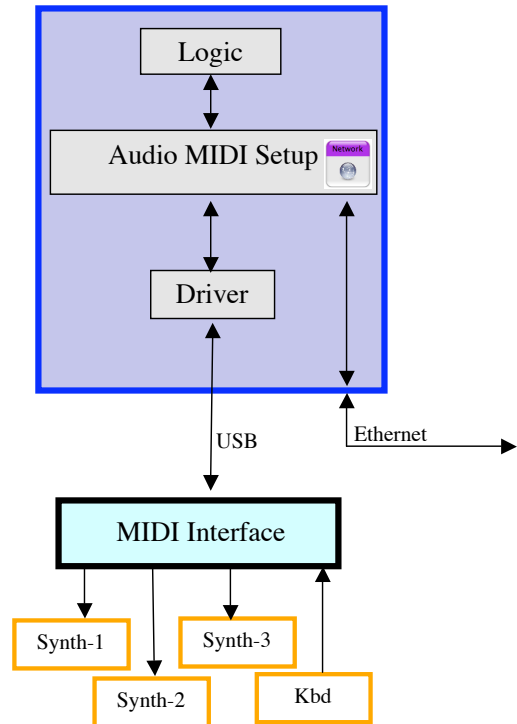 Logic
Audio MIDI Setup
Network
Driver
USB
Ethernet
MIDI Interface
Synth-1
Synth-3
Synth-2
Kbd